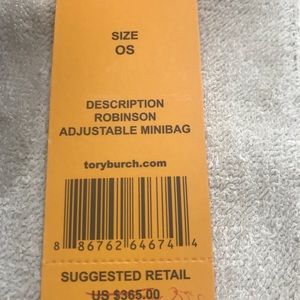 SIZE
OS
DESCRIPTION
ROBINSON
ADJUSTABLE MINIBAG
toryburch.com
8 86762 64674 4
SUGGESTED RETAIL
US $365.00